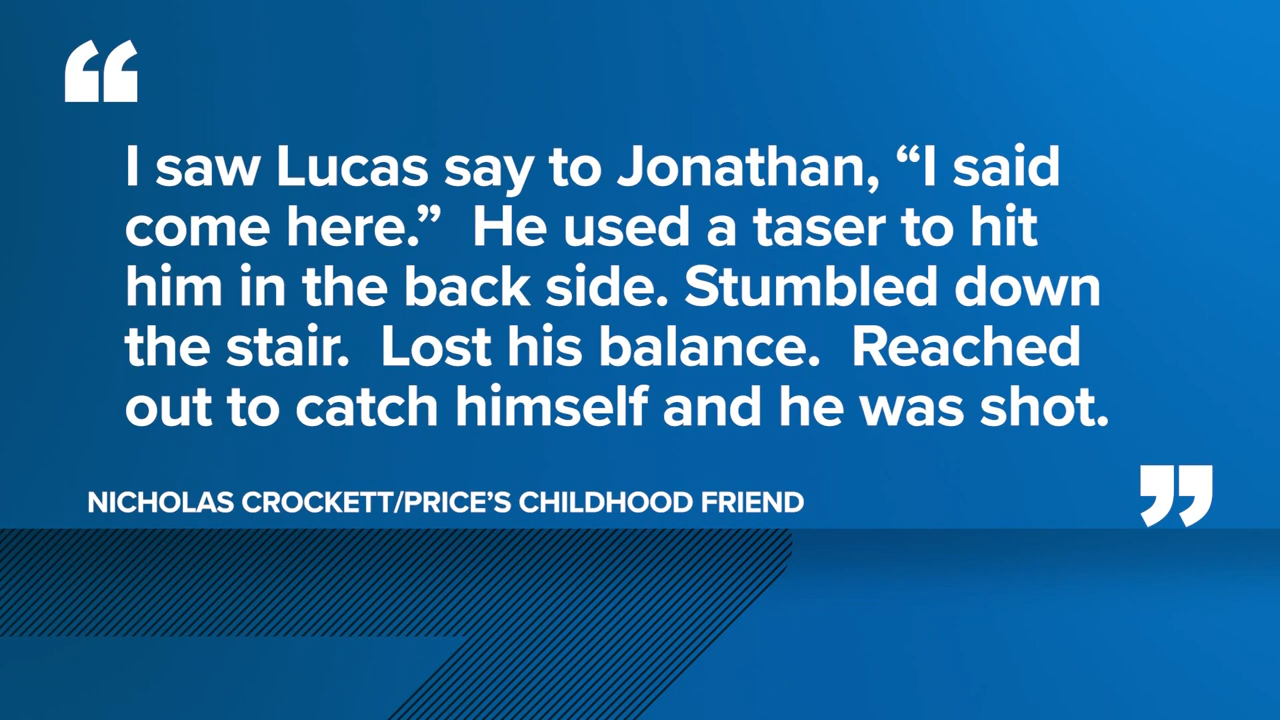 “
I saw Lucas say to Jonathan, “I said
come here.”  He used a taser to hit
him in the back side. Stumbled down
the stair.  Lost his balance.  Reached
out to catch himself and he was shot.
”
NICHOLAS CROCKETT/PRICE’S CHILDHOOD FRIEND